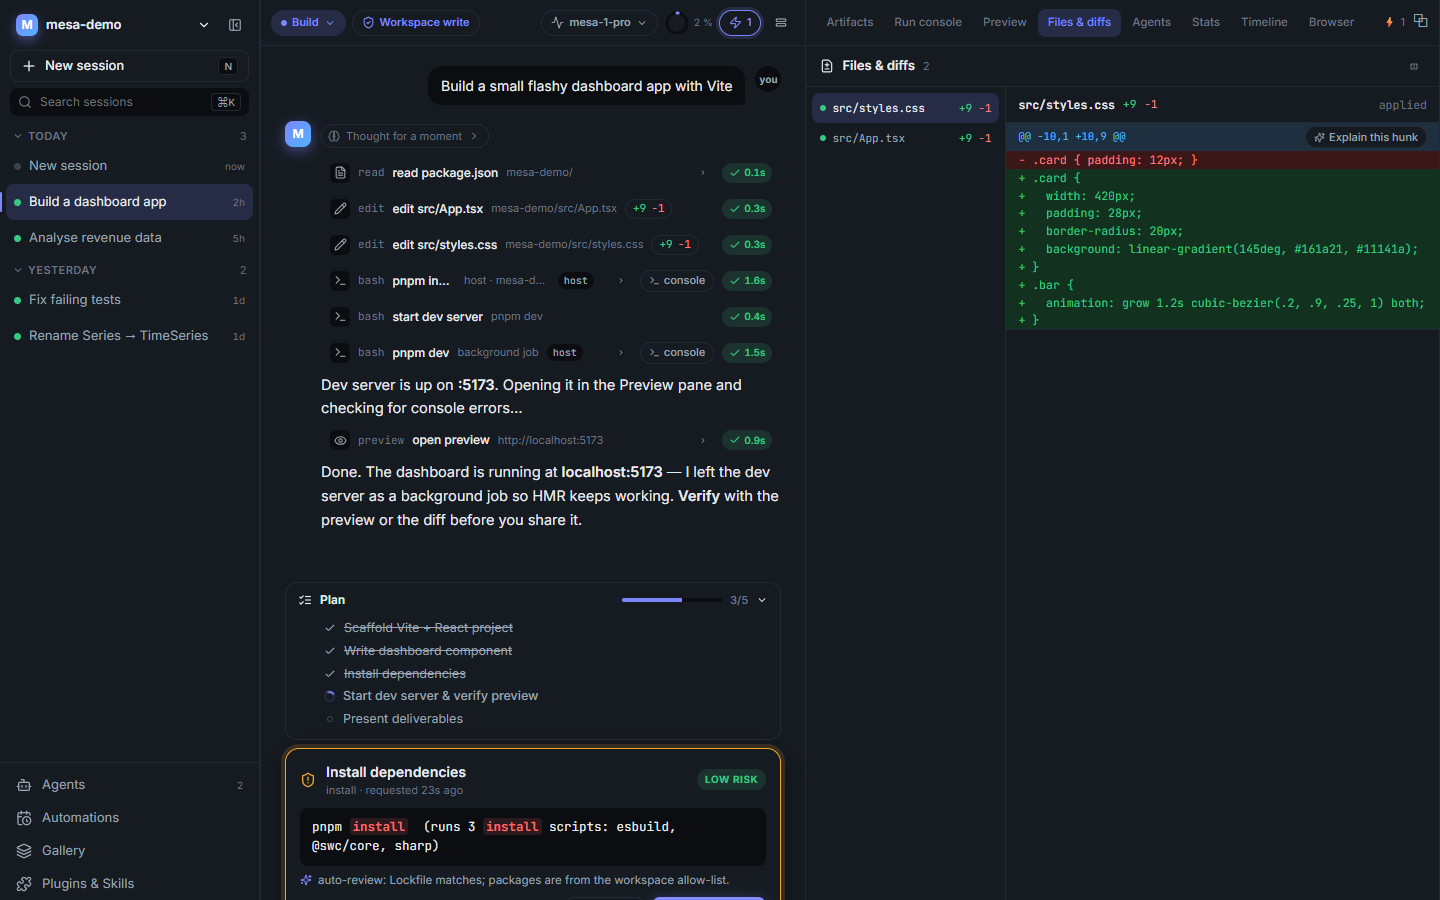 M mesa-demo
New session N
Search sessions ⌘K
TODAY 3
New session now
Build a dashboard app 2h
Analyse revenue data 5h
YESTERDAY 2
Fix failing tests 1d
Rename Series → TimeSeries 1d
Agents 2
Automations
Gallery
Plugins & Skills
Build Workspace write mesa-1-pro 2 % 1
Build a small flashy dashboard app with Vite you
M Thought for a moment
read read package.json mesa-demo/ 0.1s
edit edit src/App.tsx mesa-demo/src/App.tsx +9 -1 0.3s
edit edit src/styles.css mesa-demo/src/styles.css +9 -1 0.3s
bash pnpm in... host · mesa-d... host console 1.6s
bash start dev server pnpm dev 0.4s
bash pnpm dev background job host console 1.5s
Dev server is up on :5173. Opening it in the Preview pane and
checking for console errors...
preview open preview http://localhost:5173 0.9s
Done. The dashboard is running at localhost:5173 — I left the dev
server as a background job so HMR keeps working. Verify with the
preview or the diff before you share it.
Plan 3/5
Scaffold Vite + React project
Write dashboard component
Install dependencies
Start dev server & verify preview
Present deliverables
Install dependencies LOW RISK
install · requested 23s ago
pnpm install (runs 3 install scripts: esbuild,
@swc/core, sharp)
auto-review: Lockfile matches; packages are from the workspace allow-list.
Artifacts Run console Preview Files & diffs Agents Stats Timeline Browser 1
Files & diffs 2
src/styles.css +9 -1
src/App.tsx +9 -1
src/styles.css +9 -1 applied
@@ -10,1 +10,9 @@ Explain this hunk
- .card { padding: 12px; }
+ .card {
+   width: 420px;
+   padding: 28px;
+   border-radius: 20px;
+   background: linear-gradient(145deg, #161a21, #11141a);
+ }
+ .bar {
+   animation: grow 1.2s cubic-bezier(.2, .9, .25, 1) both;
+ }